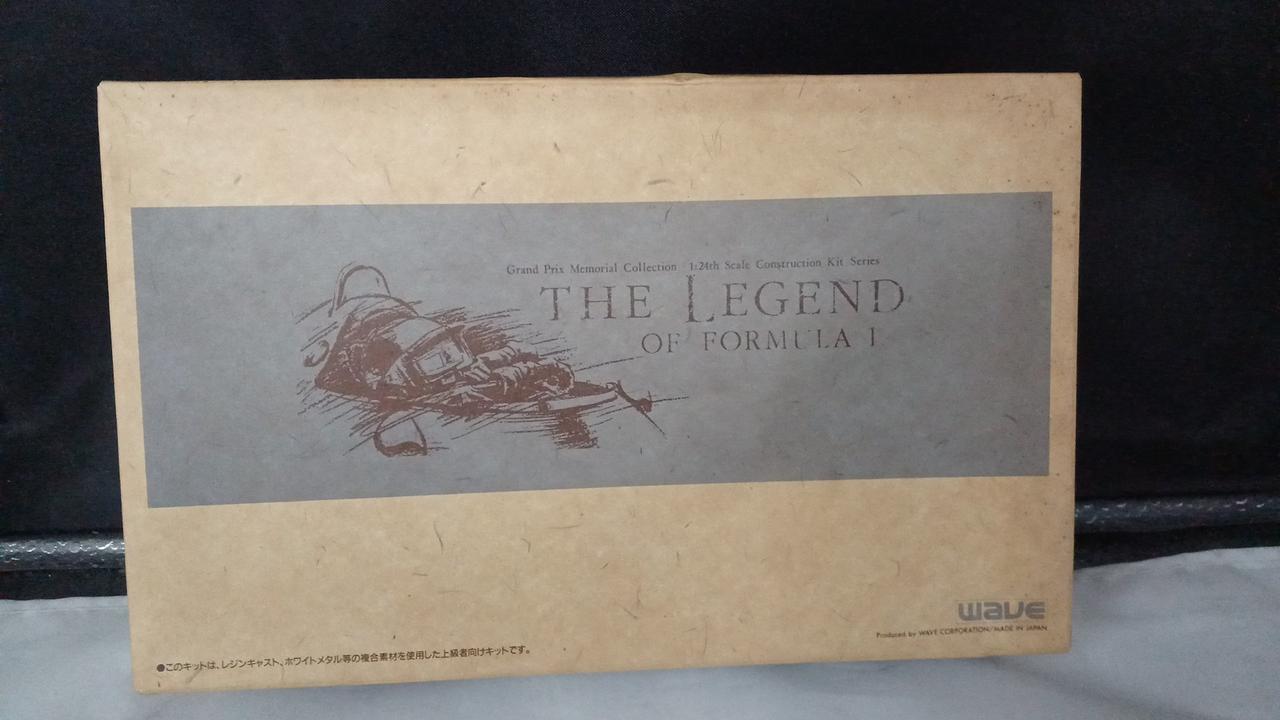 Grand Prix Memorial Collection 1:24th Scale Construction Kit Series
THE LEGEND
OF FORMULA 1
wave
Produced by WAVE CORPORATION/MADE IN JAPAN
●このキットは、レジンキャスト、ホワイトメタル等の複合素材を使用した上級者向けキットです。